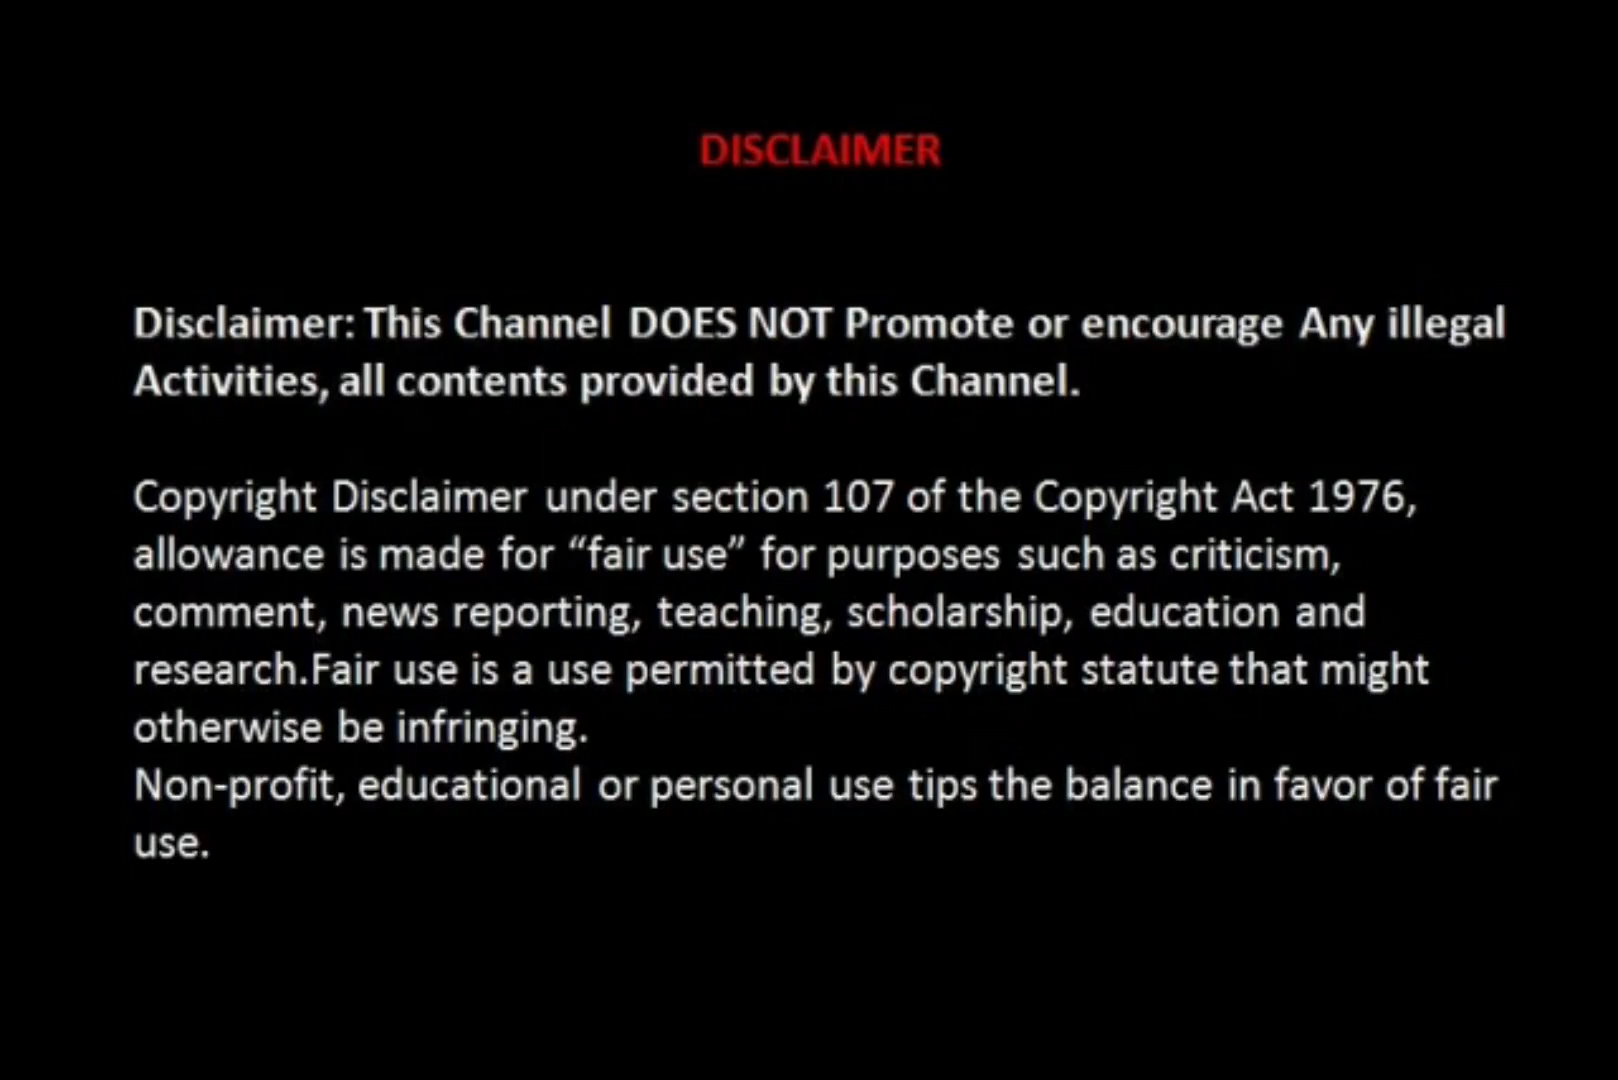 DISCLAIMER
Disclaimer: This Channel DOES NOT Promote or encourage Any illegal
Activities, all contents provided by this Channel.
Copyright Disclaimer under section 107 of the Copyright Act 1976,
allowance is made for “fair use” for purposes such as criticism,
comment, news reporting, teaching, scholarship, education and
research.Fair use is a use permitted by copyright statute that might
otherwise be infringing.
Non-profit, educational or personal use tips the balance in favor of fair
use.